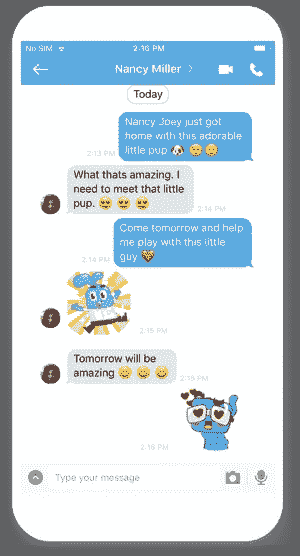 No SIM 2:16 PM
Nancy Miller
Today
Nancy Joey just got
home with this adorable
little pup
2:13 PM
What thats amazing. I
need to meet that little
pup.
2:14 PM
Come tomorrow and help
me play with this little
guy
2:14 PM
2:15 PM
Tomorrow will be
amazing
2:15 PM
2:16 PM
Type your message